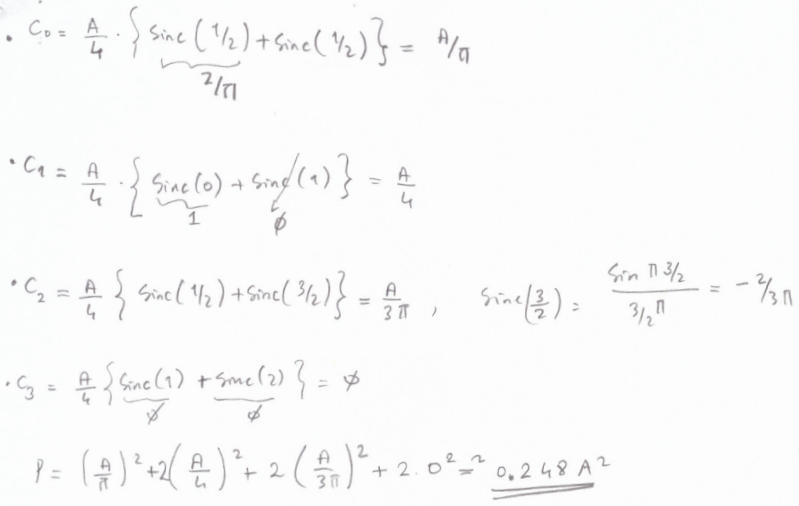 • C₀ = A/4 · { Sinc(1/2) + Sinc(1/2) } = A/π
2/π
• C₁ = A/4 · { Sinc(0) + Sinc(1) } = A/4
1 ø
• C₂ = A/4 { Sinc(1/2) + Sinc(3/2) } = A/3π , Sinc(3/2) = Sin π 3/2 / 3/2 π = -2/3π
• C₃ = A/4 { Sinc(1) + Sinc(2) } = ø
ø ø
P = (A/π)² + 2(A/4)² + 2(A/3π)² + 2.0² =² 0.248 A²